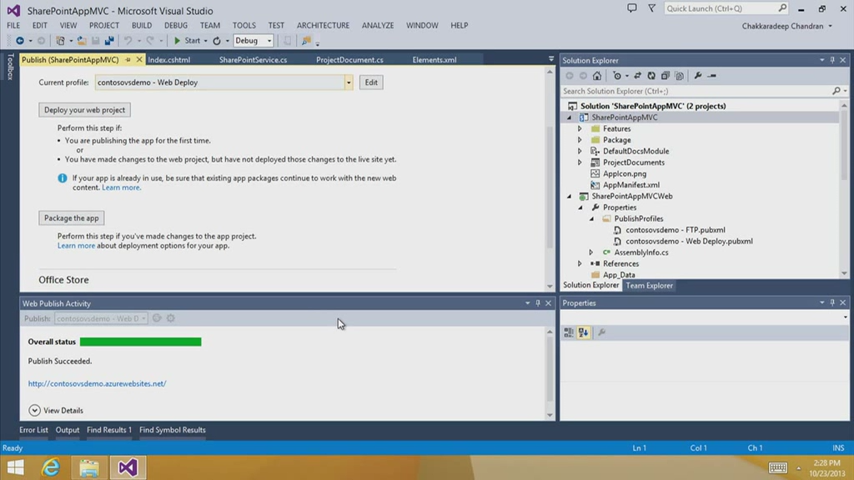 SharePointAppMVC - Microsoft Visual Studio
Quick Launch (Ctrl+Q)
FILE EDIT VIEW PROJECT BUILD DEBUG TEAM TOOLS TEST ARCHITECTURE ANALYZE WINDOW HELP
Chakkaradeep Chandran
Start
Debug
Toolbox
Publish (SharePointAppMVC)
Index.cshtml
SharePointService.cs
ProjectDocument.cs
Elements.xml
Current profile:
contosovsdemo - Web Deploy
Edit
Deploy your web project
Perform this step if:
• You are publishing the app for the first time.
or
• You have made changes to the web project, but have not deployed those changes to the live site yet.
If your app is already in use, be sure that existing app packages continue to work with the new web
content. Learn more.
Package the app
Perform this step if you've made changes to the app project.
Learn more about deployment options for your app.
Office Store
Web Publish Activity
Publish:
contosovsdemo - Web D
Overall status
Publish Succeeded.
http://contosovsdemo.azurewebsites.net/
View Details
Error List Output Find Results 1 Find Symbol Results
Solution Explorer
Search Solution Explorer (Ctrl+;)
Solution 'SharePointAppMVC' (2 projects)
SharePointAppMVC
Features
Package
DefaultDocsModule
ProjectDocuments
AppIcon.png
AppManifest.xml
SharePointAppMVCWeb
Properties
PublishProfiles
contosovsdemo - FTP.pubxml
contosovsdemo - Web Deploy.pubxml
AssemblyInfo.cs
References
App_Data
Solution Explorer Team Explorer
Properties
Ready
Ln 1
Col 1
Ch 1
INS
2:28 PM
10/23/2013